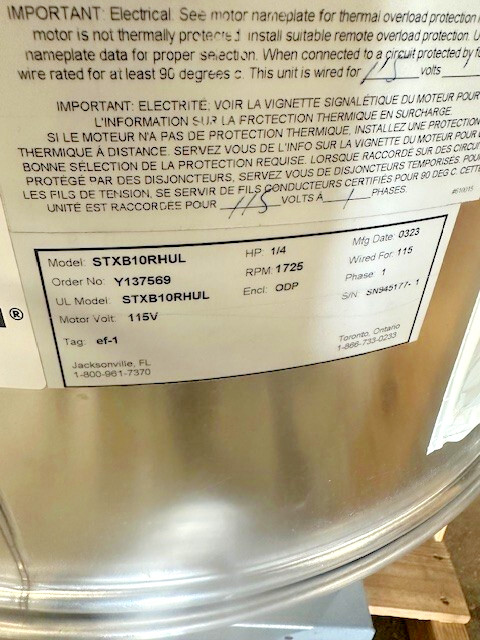 IMPORTANT: Electrical. See motor nameplate for thermal overload protection
motor is not thermally protected install suitable remote overload protection.
nameplate data for proper selection. When connected to a circuit protected by
wire rated for at least 90 degrees c. This unit is wired for 115 volts
IMPORTANT: ELECTRITÉ: VOIR LA VIGNETTE SIGNALÉTIQUE DU MOTEUR POUR
L'INFORMATION SUR LA PROTECTION THERMIQUE EN SURCHARGE.
SI LE MOTEUR N'A PAS DE PROTECTION THERMIQUE, INSTALLEZ UNE PROTECTION
THERMIQUE À DISTANCE. SERVEZ VOUS DE L'INFO SUR LA VIGNETTE DU MOTEUR POUR
BONNE SÉLECTION DE LA PROTECTION REQUISE. LORSQUE RACCORDÉ SUR DES CIRCUI
PROTÉGÉ PAR DES DISJONCTEURS, SERVEZ VOUS DE DISJONCTEURS TEMPORISÉS. POU
LES FILS DE TENSION, SE SERVIR DE FILS CONDUCTEURS CERTIFIÉS POUR 90 DEG C. CETTE
UNITÉ EST RACCORDÉE POUR 115 VOLTS À 1 PHASES.
#610015
®
Model: STXB10RHUL HP: 1/4 Mfg Date: 0323
Order No: Y137569 RPM: 1725 Wired For: 115
UL Model: STXB10RHUL Encl: ODP Phase: 1
Motor Volt: 115V S/N: SN945177- 1
Tag: ef-1
Jacksonville, FL Toronto, Ontario
1-800-961-7370 1-866-733-0233